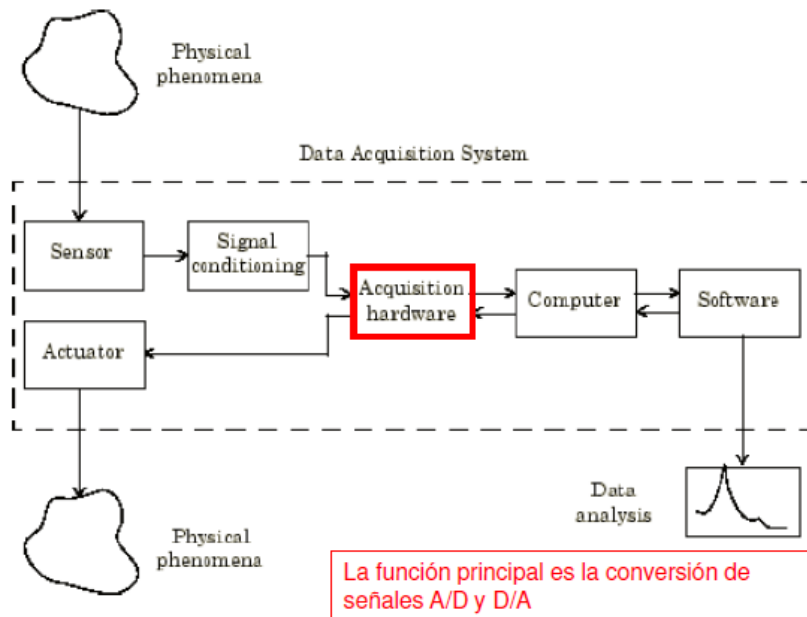 Physical
phenomena
Data Acquisition System
Sensor
Signal
conditioning
Acquisition
hardware
Computer
Software
Actuator
Physical
phenomena
Data
analysis
La función principal es la conversión de
señales A/D y D/A